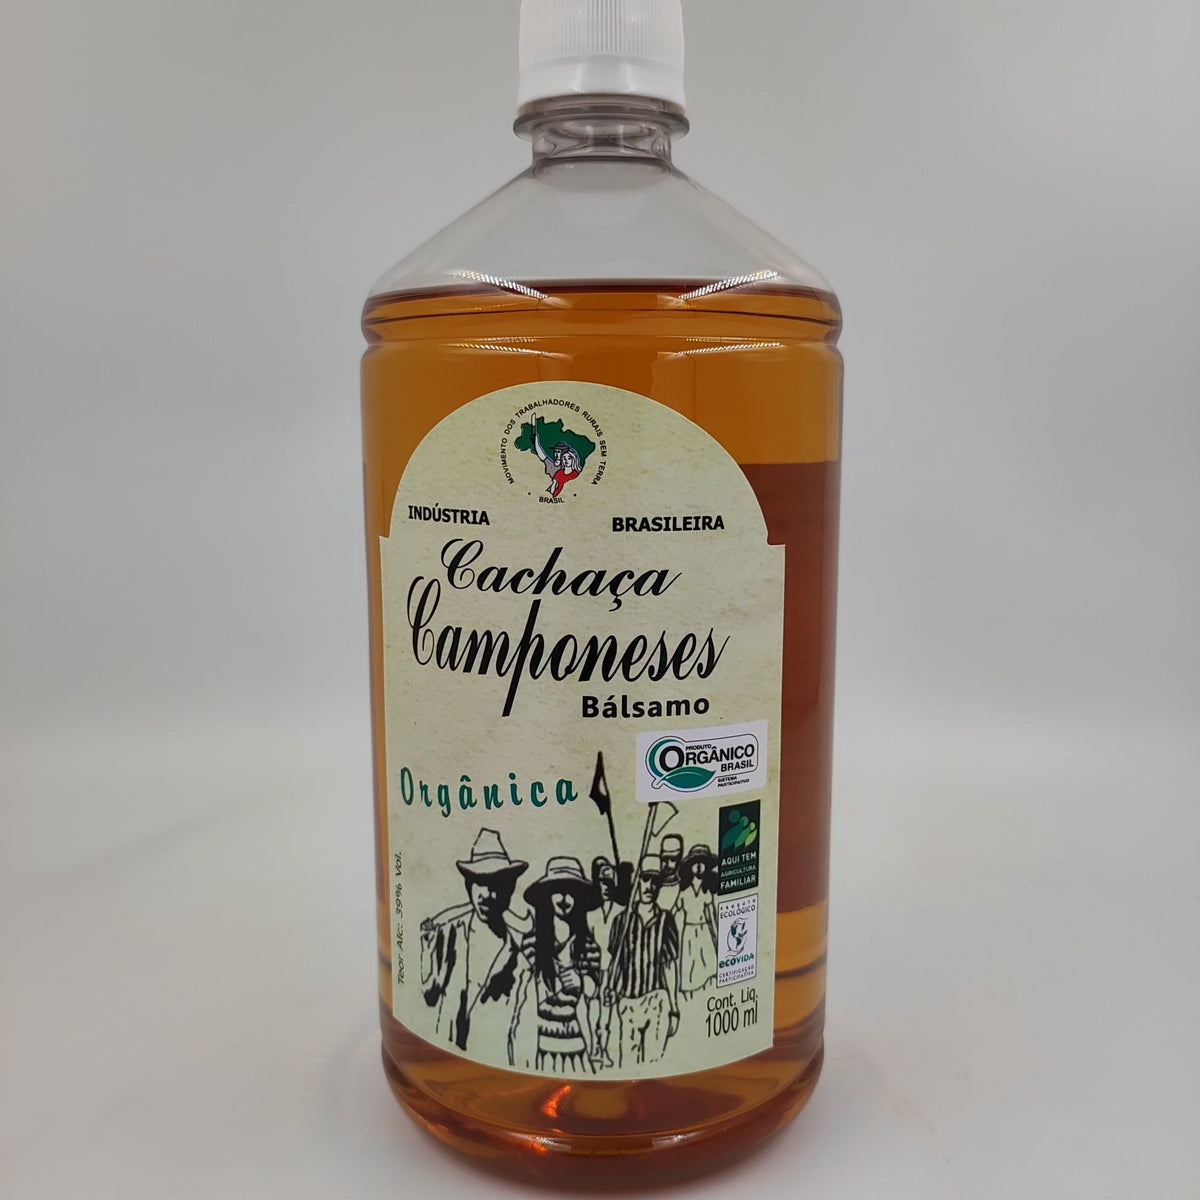 MOVIMENTO DOS TRABALHADORES RURAIS SEM TERRA
• BRASIL •
INDÚSTRIA BRASILEIRA
Cachaça
Camponeses
Bálsamo
PRODUTO
ORGÂNICO
BRASIL
SISTEMA
PARTICIPATIVO
Orgânica
AQUI TEM
AGRICULTURA
FAMILIAR
PRODUTO
ECOLÓGICO
ecoVIDA
CERTIFICAÇÃO
PARTICIPATIVA
Teor Alc: 39% Vol.
Cont. Liq.
1000 ml